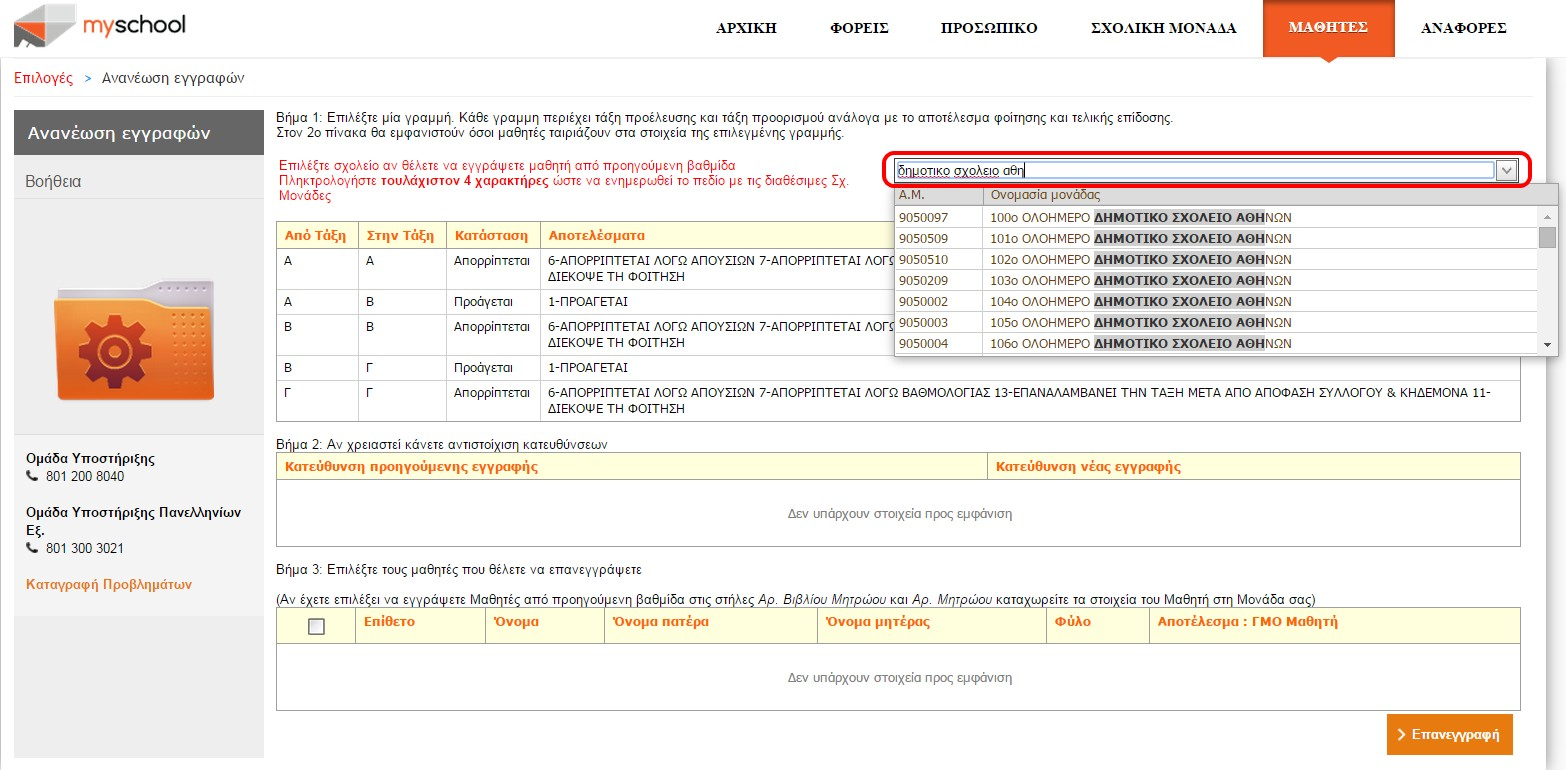 myschool
ΑΡΧΙΚΗ ΦΟΡΕΙΣ ΠΡΟΣΩΠΙΚΟ ΣΧΟΛΙΚΗ ΜΟΝΑΔΑ ΜΑΘΗΤΕΣ ΑΝΑΦΟΡΕΣ
Επιλογές > Ανανέωση εγγραφών
Ανανέωση εγγραφών
Βοήθεια
Ομάδα Υποστήριξης
801 200 8040
Ομάδα Υποστήριξης Πανελληνίων
Εξ.
801 300 3021
Καταγραφή Προβλημάτων
Βήμα 1: Επιλέξτε μία γραμμή. Κάθε γραμμη περιέχει τάξη προέλευσης και τάξη προορισμού ανάλογα με το αποτέλεσμα φοίτησης και τελικής επίδοσης.
Στον 2ο πίνακα θα εμφανιστούν όσοι μαθητές ταιριάζουν στα στοιχεία της επιλεγμένης γραμμής.
Επιλέξτε σχολείο αν θέλετε να εγγράψετε μαθητή από προηγούμενη βαθμίδα
Πληκτρολογήστε τουλάχιστον 4 χαρακτήρες ώστε να ενημερωθεί το πεδίο με τις διαθέσιμες Σχ.
Μονάδες
δημοτικο σχολειο αθη
Α.Μ. Ονομασία μονάδας
9050097 100ο ΟΛΟΗΜΕΡΟ ΔΗΜΟΤΙΚΟ ΣΧΟΛΕΙΟ ΑΘΗΝΩΝ
9050509 101ο ΟΛΟΗΜΕΡΟ ΔΗΜΟΤΙΚΟ ΣΧΟΛΕΙΟ ΑΘΗΝΩΝ
9050510 102ο ΟΛΟΗΜΕΡΟ ΔΗΜΟΤΙΚΟ ΣΧΟΛΕΙΟ ΑΘΗΝΩΝ
9050209 103ο ΟΛΟΗΜΕΡΟ ΔΗΜΟΤΙΚΟ ΣΧΟΛΕΙΟ ΑΘΗΝΩΝ
9050002 104ο ΟΛΟΗΜΕΡΟ ΔΗΜΟΤΙΚΟ ΣΧΟΛΕΙΟ ΑΘΗΝΩΝ
9050003 105ο ΟΛΟΗΜΕΡΟ ΔΗΜΟΤΙΚΟ ΣΧΟΛΕΙΟ ΑΘΗΝΩΝ
9050004 106ο ΟΛΟΗΜΕΡΟ ΔΗΜΟΤΙΚΟ ΣΧΟΛΕΙΟ ΑΘΗΝΩΝ
Από Τάξη Στην Τάξη Κατάσταση Αποτελέσματα
Α Α Απορρίπτεται 6-ΑΠΟΡΡΙΠΤΕΤΑΙ ΛΟΓΩ ΑΠΟΥΣΙΩΝ 7-ΑΠΟΡΡΙΠΤΕΤΑΙ ΛΟΓΩ
ΔΙΕΚΟΨΕ ΤΗ ΦΟΙΤΗΣΗ
Α Β Προάγεται 1-ΠΡΟΑΓΕΤΑΙ
Β Β Απορρίπτεται 6-ΑΠΟΡΡΙΠΤΕΤΑΙ ΛΟΓΩ ΑΠΟΥΣΙΩΝ 7-ΑΠΟΡΡΙΠΤΕΤΑΙ ΛΟΓΩ
ΔΙΕΚΟΨΕ ΤΗ ΦΟΙΤΗΣΗ
Β Γ Προάγεται 1-ΠΡΟΑΓΕΤΑΙ
Γ Γ Απορρίπτεται 6-ΑΠΟΡΡΙΠΤΕΤΑΙ ΛΟΓΩ ΑΠΟΥΣΙΩΝ 7-ΑΠΟΡΡΙΠΤΕΤΑΙ ΛΟΓΩ ΒΑΘΜΟΛΟΓΙΑΣ 13-ΕΠΑΝΑΛΑΜΒΑΝΕΙ ΤΗΝ ΤΑΞΗ ΜΕΤΑ ΑΠΟ ΑΠΟΦΑΣΗ ΣΥΛΛΟΓΟΥ & ΚΗΔΕΜΟΝΑ 11-
ΔΙΕΚΟΨΕ ΤΗ ΦΟΙΤΗΣΗ
Βήμα 2: Αν χρειαστεί κάνετε αντιστοίχιση κατευθύνσεων
Κατεύθυνση προηγούμενης εγγραφής Κατεύθυνση νέας εγγραφής
Δεν υπάρχουν στοιχεία προς εμφάνιση
Βήμα 3: Επιλέξτε τους μαθητές που θέλετε να επανεγγράψετε
(Αν έχετε επιλέξει να εγγράψετε Μαθητές από προηγούμενη βαθμίδα στις στήλες Αρ. Βιβλίου Μητρώου και Αρ. Μητρώου καταχωρείτε τα στοιχεία του Μαθητή στη Μονάδα σας)
Επίθετο Όνομα Όνομα πατέρα Όνομα μητέρας Φύλο Αποτέλεσμα : ΓΜΟ Μαθητή
Δεν υπάρχουν στοιχεία προς εμφάνιση
Επανεγγραφή